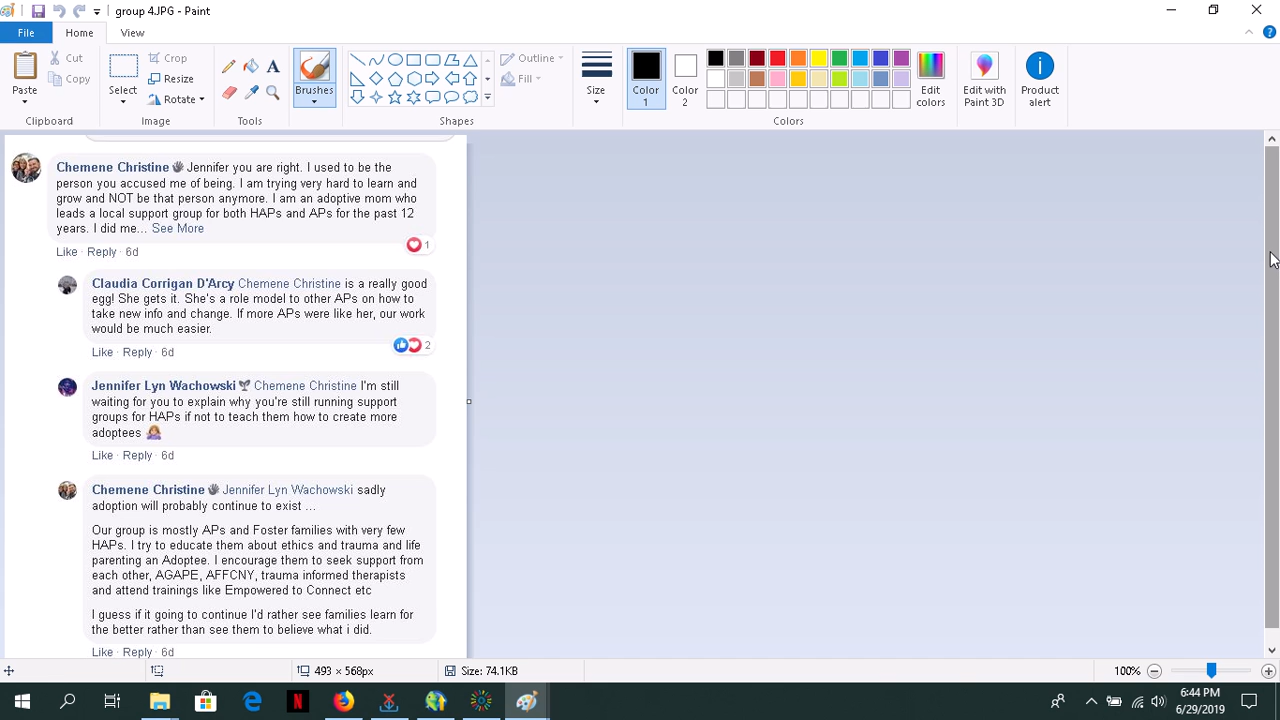 group 4.JPG - Paint
File
Home
View
Paste
Cut
Copy
Clipboard
Select
Crop
Resize
Rotate
Image
A
Tools
Brushes
Outline
Fill
Shapes
Size
Color 1
Color 2
Colors
Edit colors
Edit with Paint 3D
Product alert
Chemene Christine Jennifer you are right. I used to be the
person you accused me of being. I am trying very hard to learn and
grow and NOT be that person anymore. I am an adoptive mom who
leads a local support group for both HAPs and APs for the past 12
years. I did me... See More
1
Like · Reply · 6d
Claudia Corrigan D'Arcy Chemene Christine is a really good
egg! She gets it. She's a role model to other APs on how to
take new info and change. If more APs were like her, our work
would be much easier.
2
Like · Reply · 6d
Jennifer Lyn Wachowski Chemene Christine I'm still
waiting for you to explain why you're still running support
groups for HAPs if not to teach them how to create more
adoptees
Like · Reply · 6d
Chemene Christine Jennifer Lyn Wachowski sadly
adoption will probably continue to exist ...
Our group is mostly APs and Foster families with very few
HAPs. I try to educate them about ethics and trauma and life
parenting an Adoptee. I encourage them to seek support from
each other, AGAPE, AFFCNY, trauma informed therapists
and attend trainings like Empowered to Connect etc
I guess if it going to continue I'd rather see families learn for
the better rather than see them to believe what i did.
Like · Reply · 6d
493 × 568px
Size: 74.1KB
100%
6:44 PM
6/29/2019